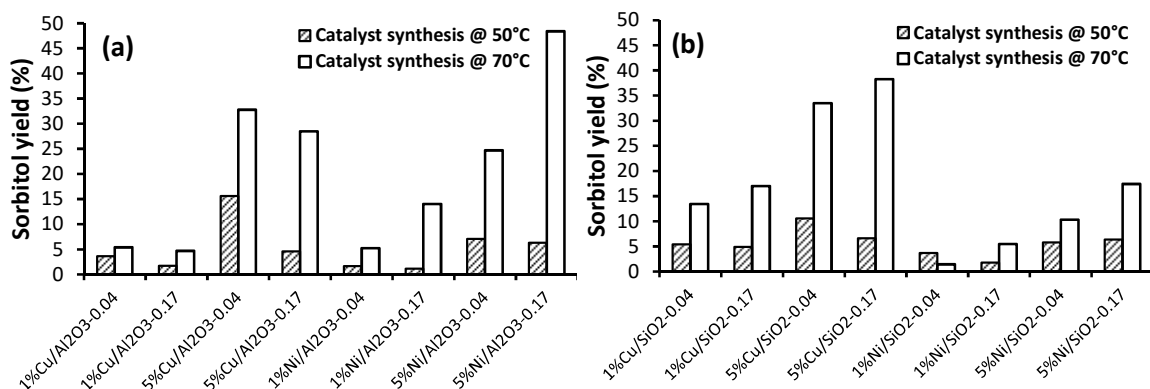 (a)
Catalyst synthesis @ 50°C
Catalyst synthesis @ 70°C
Sorbitol yield (%)
50
45
40
35
30
25
20
15
10
5
0
1%Cu/Al2O3-0.04
1%Cu/Al2O3-0.17
5%Cu/Al2O3-0.04
5%Cu/Al2O3-0.17
1%Ni/Al2O3-0.04
1%Ni/Al2O3-0.17
5%Ni/Al2O3-0.04
5%Ni/Al2O3-0.17
(b)
Catalyst synthesis @ 50°C
Catalyst synthesis @ 70°C
Sorbitol yield (%)
50
45
40
35
30
25
20
15
10
5
0
1%Cu/SiO2-0.04
1%Cu/SiO2-0.17
5%Cu/SiO2-0.04
5%Cu/SiO2-0.17
1%Ni/SiO2-0.04
1%Ni/SiO2-0.17
5%Ni/SiO2-0.04
5%Ni/SiO2-0.17